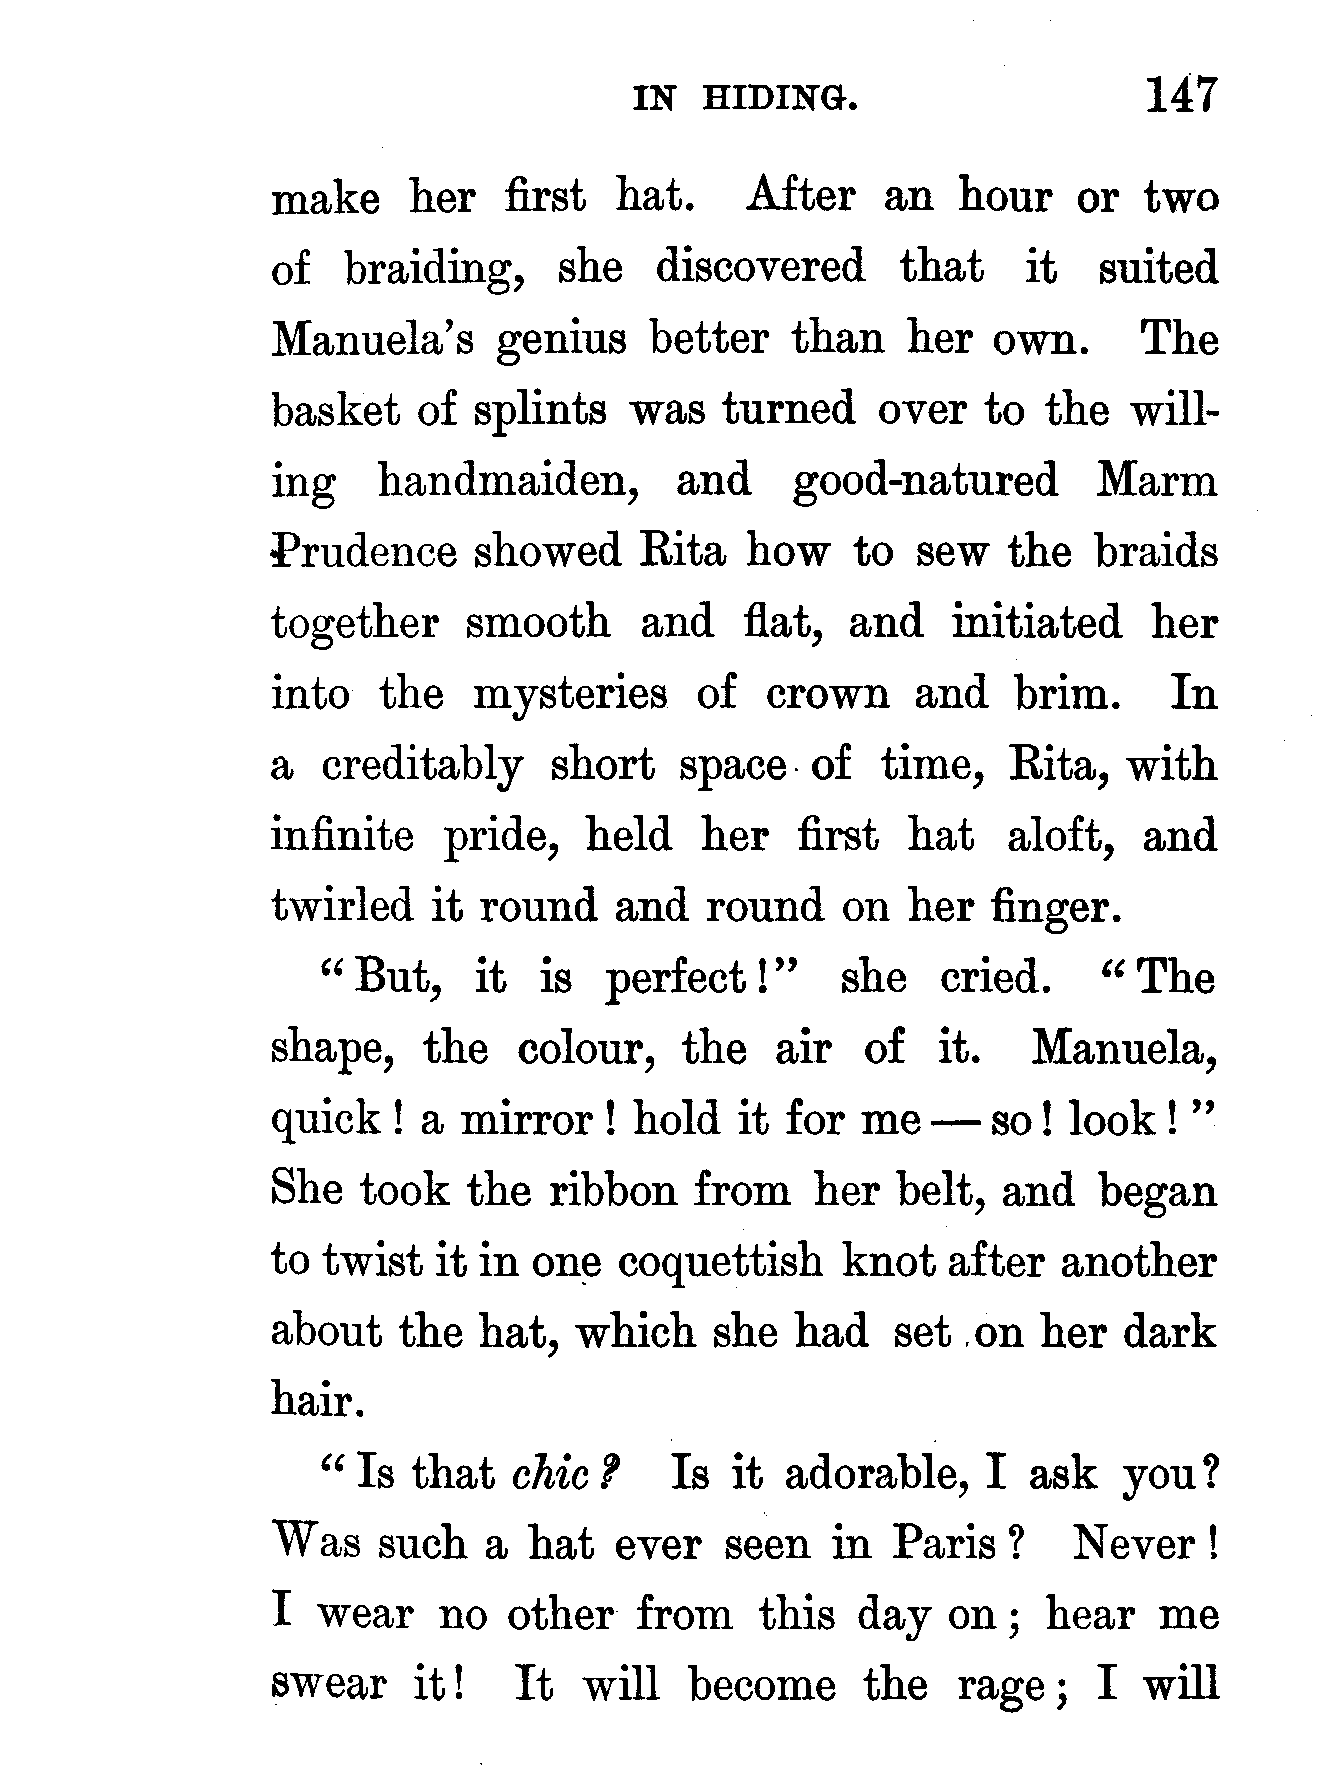 IN HIDING. 147
make her first hat. After an hour or two
of braiding, she discovered that it suited
Manuela's genius better than her own. The
basket of splints was turned over to the will-
ing handmaiden, and good-natured Marm
Prudence showed Rita how to sew the braids
together smooth and flat, and initiated her
into the mysteries of crown and brim. In
a creditably short space of time, Rita, with
infinite pride, held her first hat aloft, and
twirled it round and round on her finger.
"But, it is perfect!" she cried. "The
shape, the colour, the air of it. Manuela,
quick! a mirror! hold it for me — so! look!"
She took the ribbon from her belt, and began
to twist it in one coquettish knot after another
about the hat, which she had set on her dark
hair.
"Is that chic? Is it adorable, I ask you?
Was such a hat ever seen in Paris? Never!
I wear no other from this day on; hear me
swear it! It will become the rage; I will